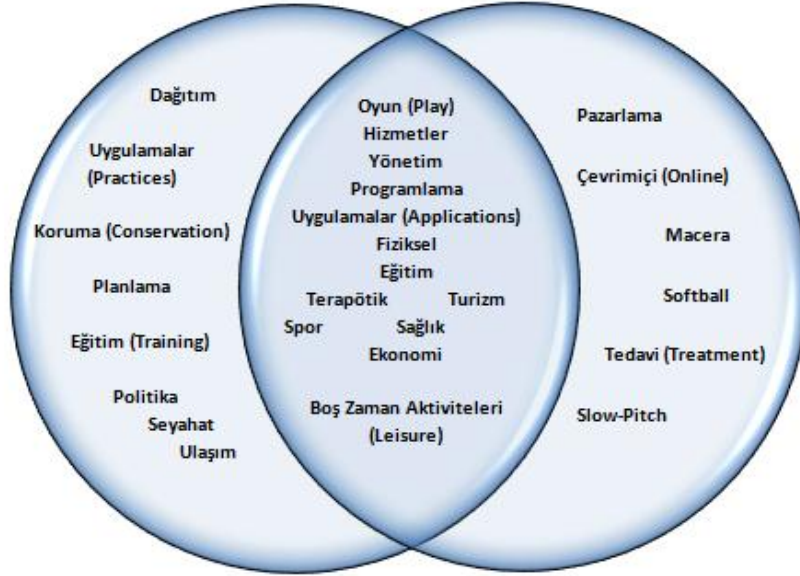 Dağıtım
Uygulamalar
(Practices)
Koruma (Conservation)
Planlama
Eğitim (Training)
Politika
Seyahat
Ulaşım
Oyun (Play)
Hizmetler
Yönetim
Programlama
Uygulamalar (Applications)
Fiziksel
Eğitim
Terapötik Turizm
Spor Sağlık
Ekonomi
Boş Zaman Aktiviteleri
(Leisure)
Pazarlama
Çevrimiçi (Online)
Macera
Softball
Tedavi (Treatment)
Slow-Pitch